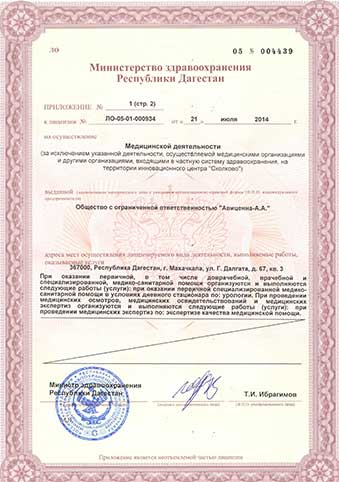 ЛО
05 № 004439
Министерство здравоохранения
Республики Дагестан
ПРИЛОЖЕНИЕ № 1 (стр. 2)
к лицензии № ЛО-05-01-000934 от « 21 июля 2014
на осуществление
Медицинской деятельности
(за исключением указанной деятельности, осуществляемой медицинскими организациями
и другими организациями, входящими в частную систему здравоохранения, на
территории инновационного центра "Сколково")
выданной
Общество с ограниченной ответственностью "Авиценна-А.А."
адреса мест осуществления лицензируемого вида деятельности, выполняемые работы,
оказываемые услуги
367000, Республика Дагестан, г. Махачкала, ул. Г. Далгата, д. 67, кв. 3
При оказании первичной, в том числе доврачебной, врачебной и
специализированной, медико-санитарной помощи организуются и выполняются
следующие работы (услуги): при оказании первичной специализированной медико-
санитарной помощи в условиях дневного стационара по: урологии. При проведении
медицинских осмотров, медицинских освидетельствований и медицинских
экспертиз организуются и выполняются следующие работы (услуги): при
проведении медицинских экспертиз по: экспертизе качества медицинской помощи.
Министр здравоохранения
Республики Дагестан
Т.И. Ибрагимов
Приложение является неотъемлемой частью лицензии